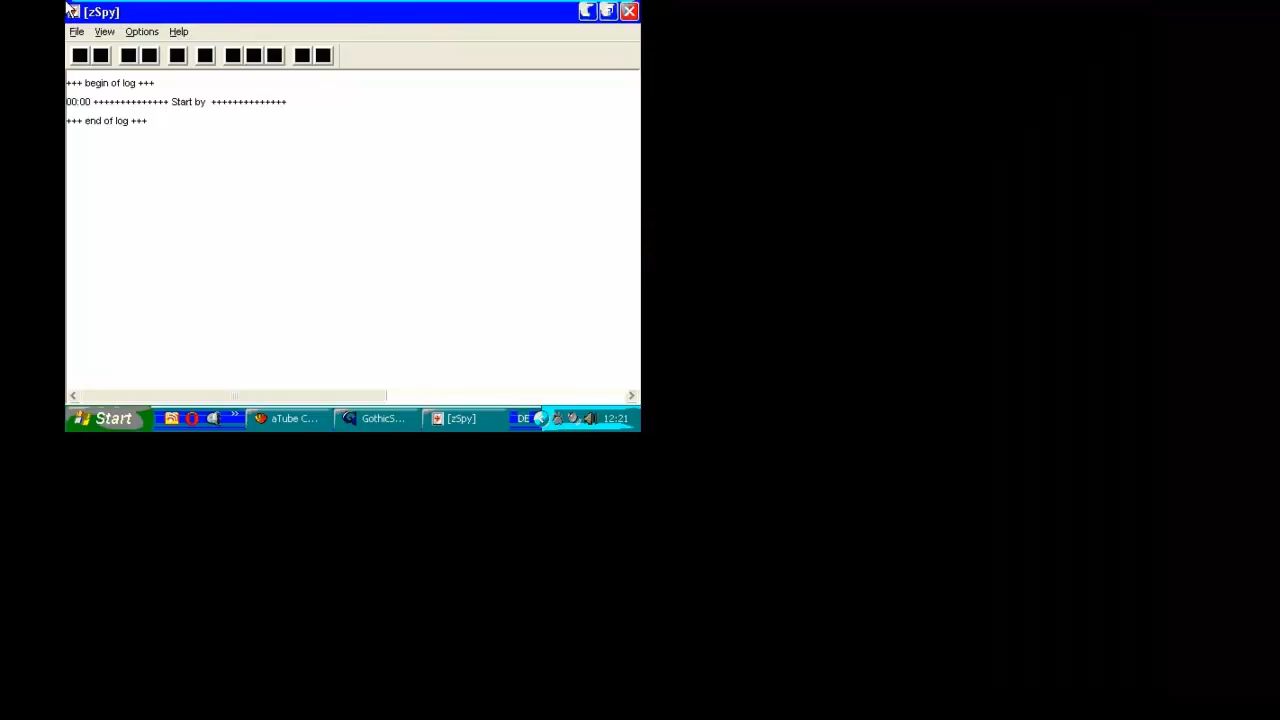 [zSpy]
File View Options Help
+++ begin of log +++
00:00 ++++++++++++++ Start by ++++++++++++++
+++ end of log +++
Start » aTube C... GothicS... [zSpy] DE 12:21